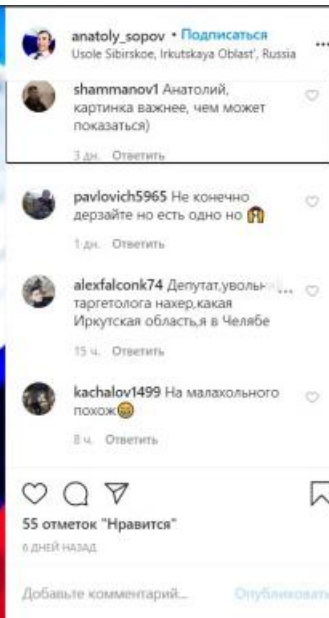 anatoly_sopov • Подписаться
Usole Sibirskoe, Irkutskaya Oblast', Russia
shammanov1 Анатолий,
картинка важнее, чем может
показаться)
3 дн. Ответить
pavlovich5965 Не конечно
дерзайте но есть одно но
1 дн. Ответить
alexfalconk74 Депутат,уволь
таргетолога нахер,какая
Иркутская область,я в Челябе
15 ч. Ответить
kachalov1499 На малахольного
похож
8 ч. Ответить
55 отметок "Нравится"
6 ДНЕЙ НАЗАД
Добавьте комментарий... Опубликовать